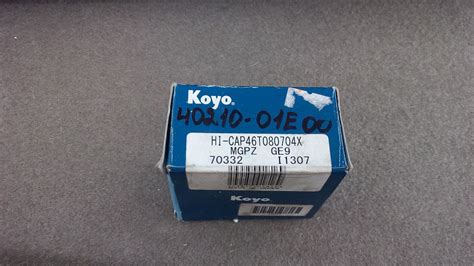 Koyo®
40210-01E00
HI-CAP46T080704X
MGPZ GE9
70332 I1307
Koyo®